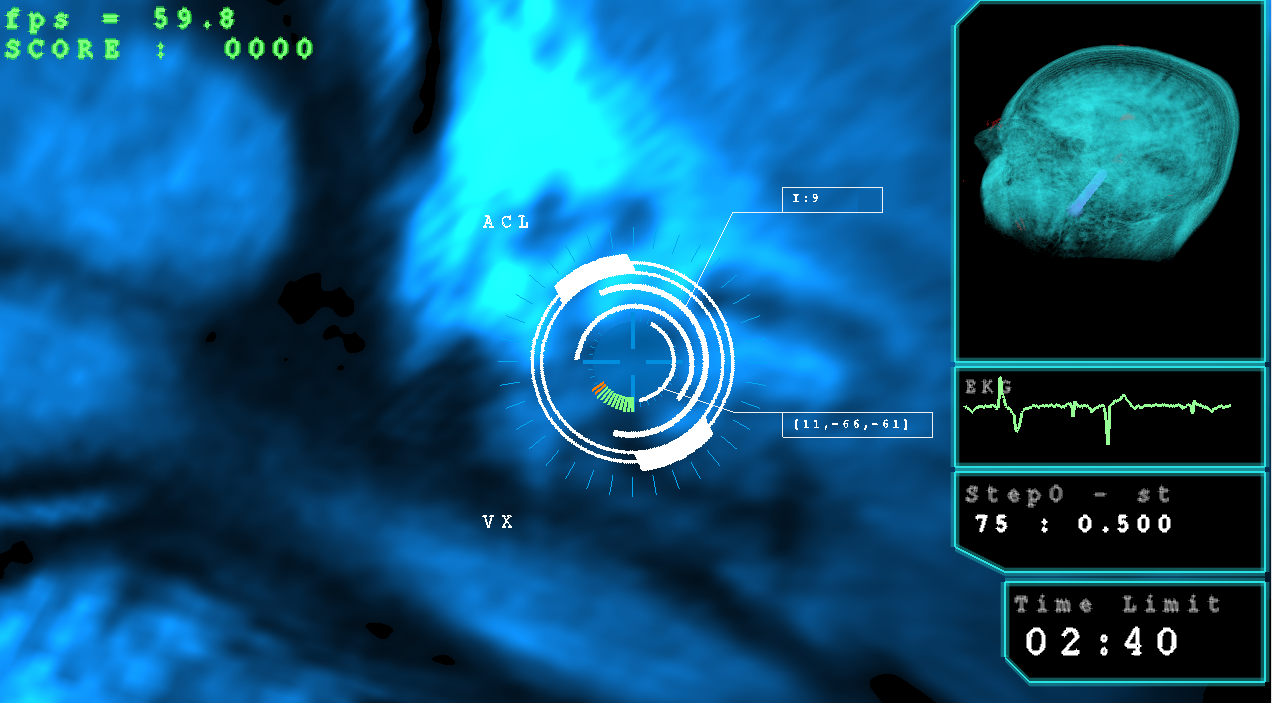 fps = 59.8
SCORE : 0000
I:9
ACL
[11,-66,-61]
VX
EKG
Step0 - st
75 : 0.500
Time Limit
02:40